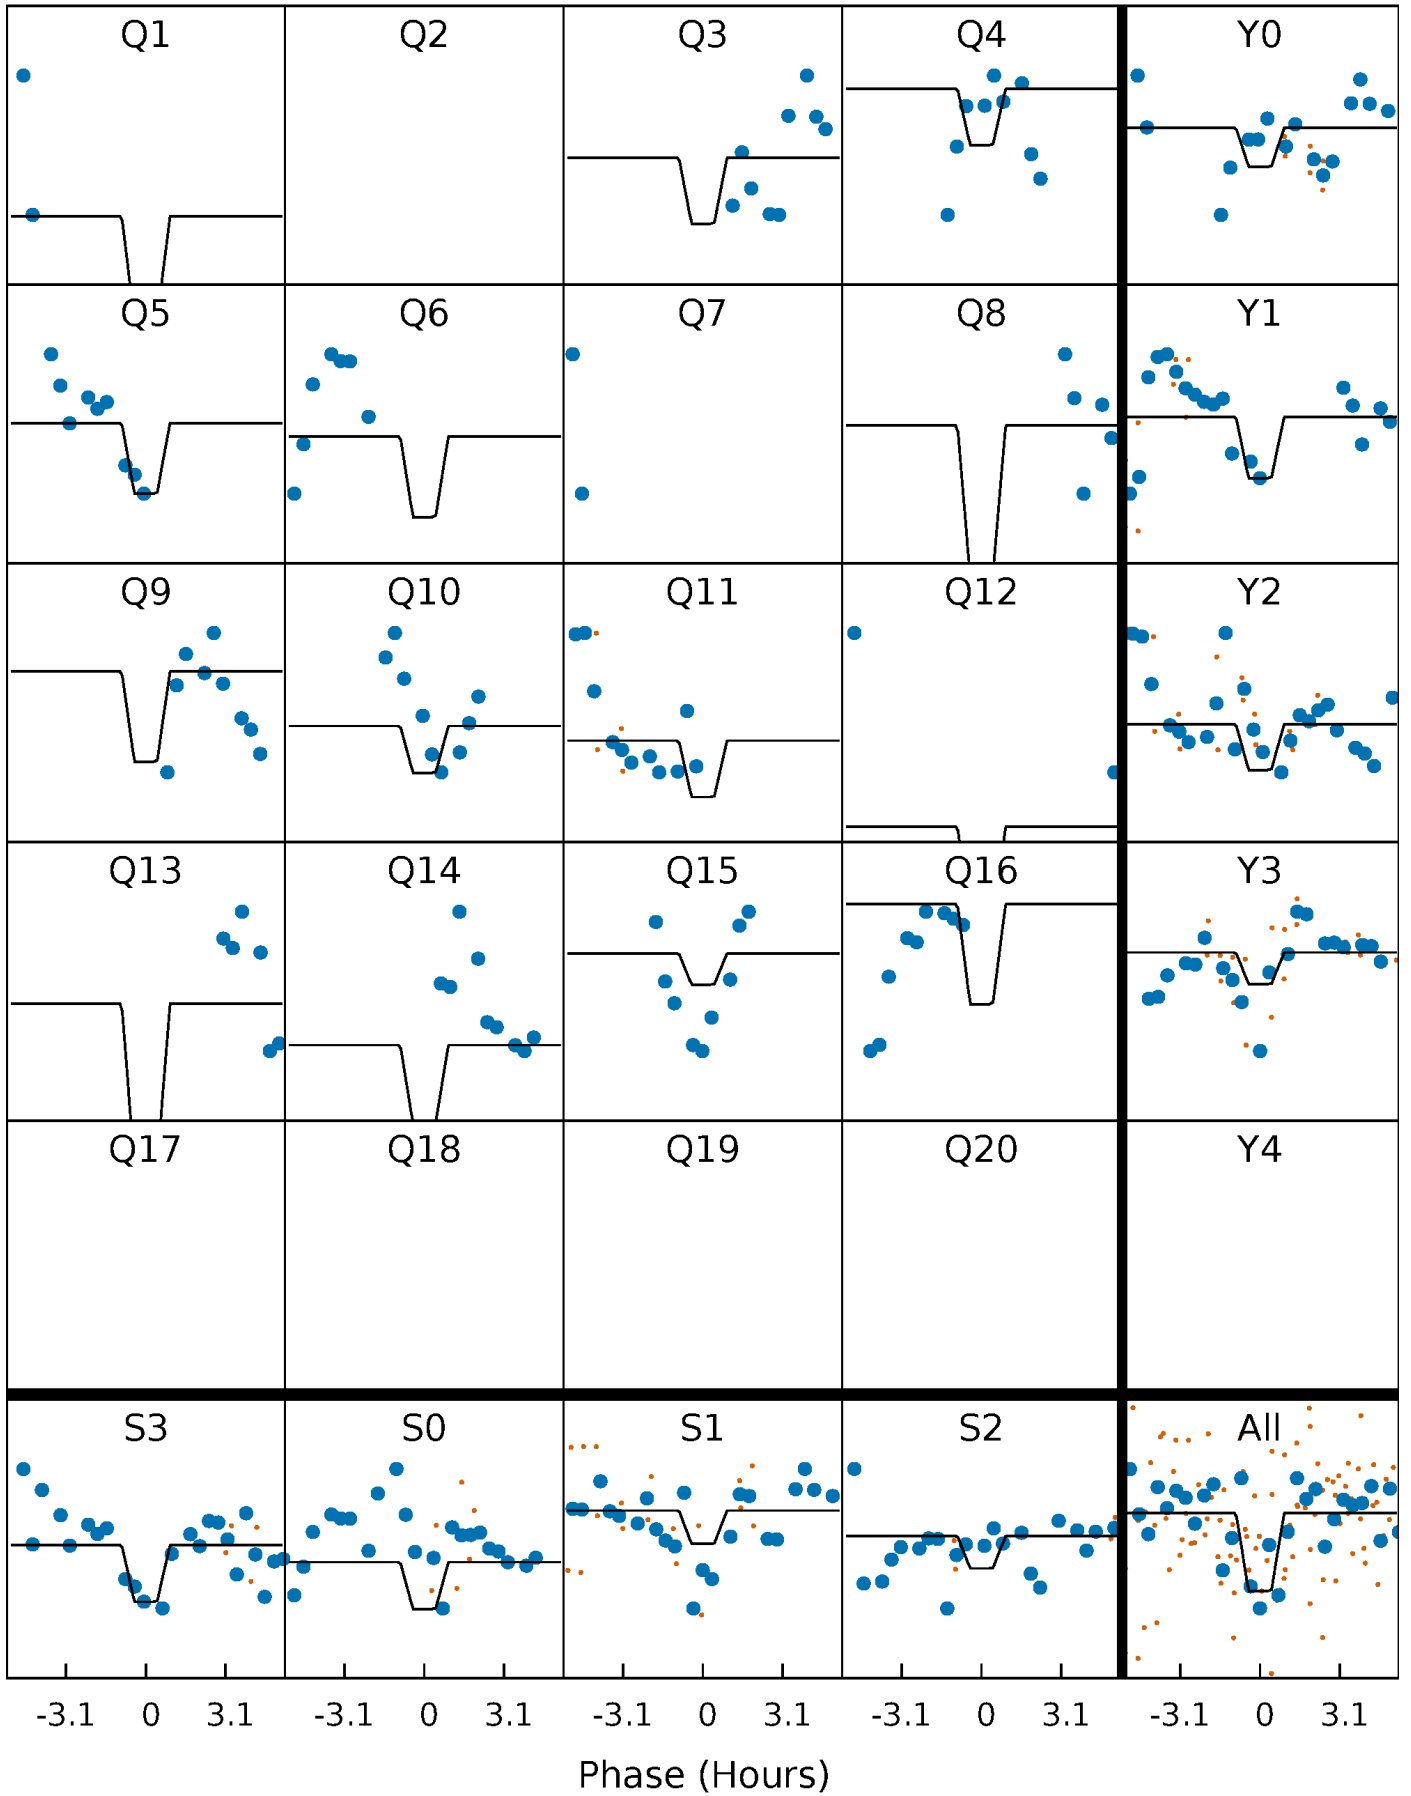 Q1 Q2 Q3 Q4 Y0
Q5 Q6 Q7 Q8 Y1
Q9 Q10 Q11 Q12 Y2
Q13 Q14 Q15 Q16 Y3
Q17 Q18 Q19 Q20 Y4
S3 S0 S1 S2 All
-3.1 0 3.1 -3.1 0 3.1 -3.1 0 3.1 -3.1 0 3.1 -3.1 0 3.1
Phase (Hours)